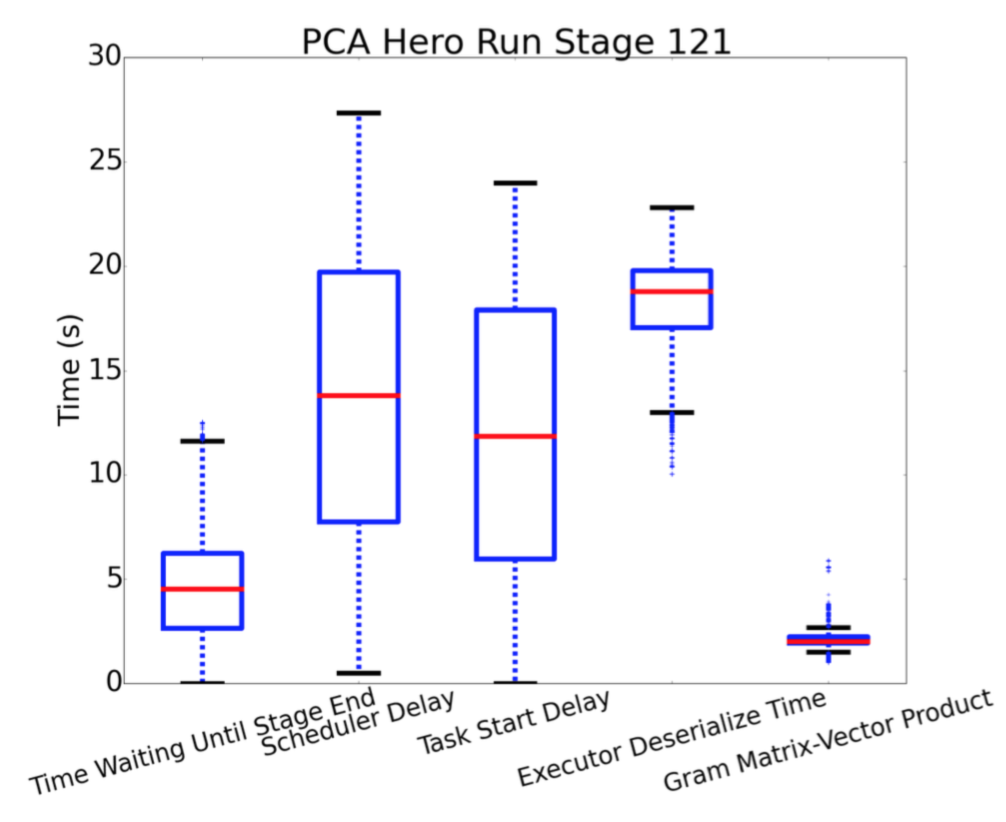 PCA Hero Run Stage 121
30
25
20
15
10
5
0
Time (s)
Time Waiting Until Stage End
Scheduler Delay
Task Start Delay
Executor Deserialize Time
Gram Matrix-Vector Product